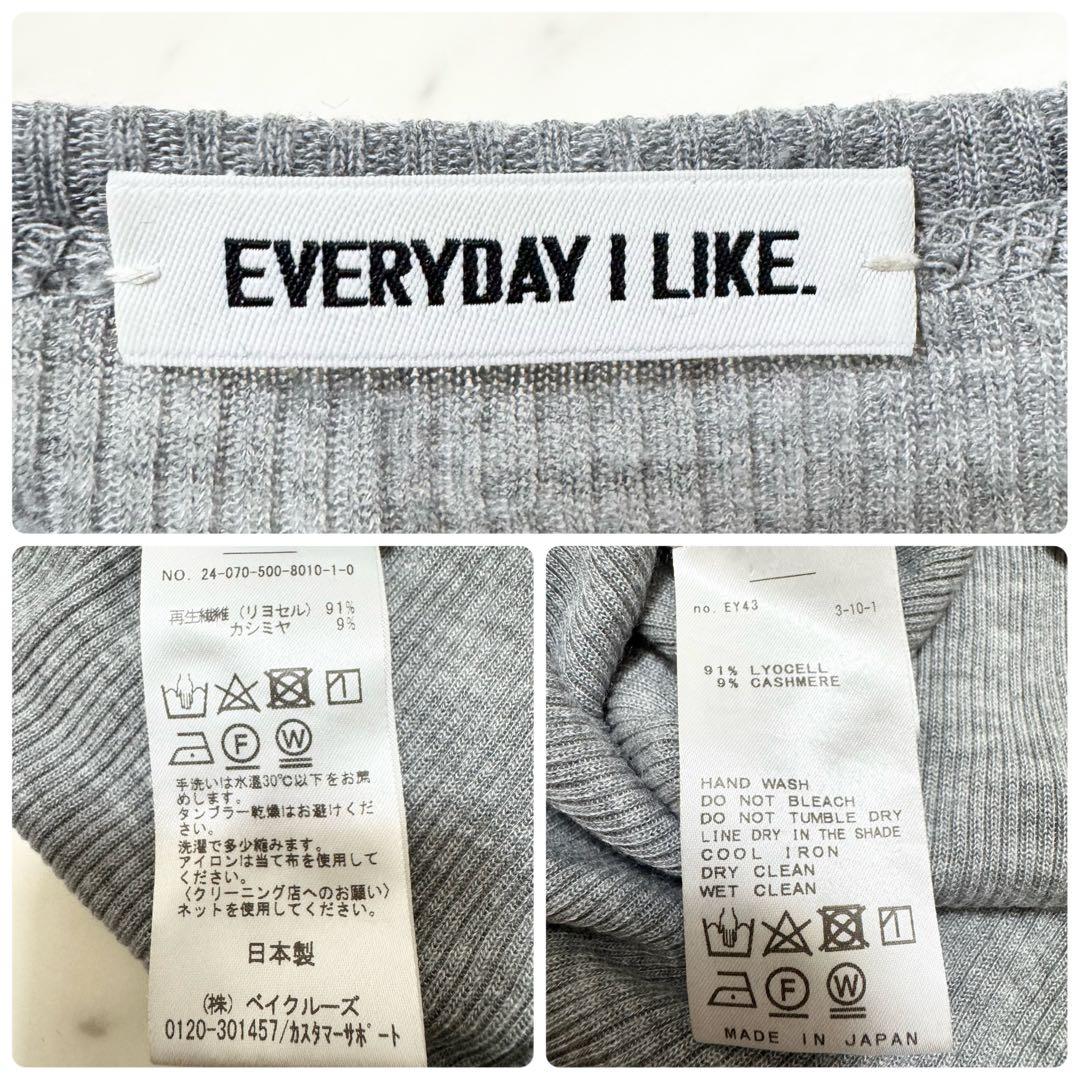 EVERYDAY I LIKE.
NO. 24-070-500-8010-1-0
再生繊維(リヨセル) 91%
カシミヤ 9%
F W
手洗いは水温30℃以下をお薦
めします。
タンブラー乾燥はお避けくだ
さい。
洗濯で多少縮みます。
アイロンは当て布を使用して
ください。
〈クリーニング店へのお願い〉
ネットを使用してください。
日本製
(株) ベイクルーズ
0120-301457/カスタマーサポート
no. EY43 3-10-1
91% LYOCELL
9% CASHMERE
HAND WASH
DO NOT BLEACH
DO NOT TUMBLE DRY
LINE DRY IN THE SHADE
COOL IRON
DRY CLEAN
WET CLEAN
F W
MADE IN JAPAN